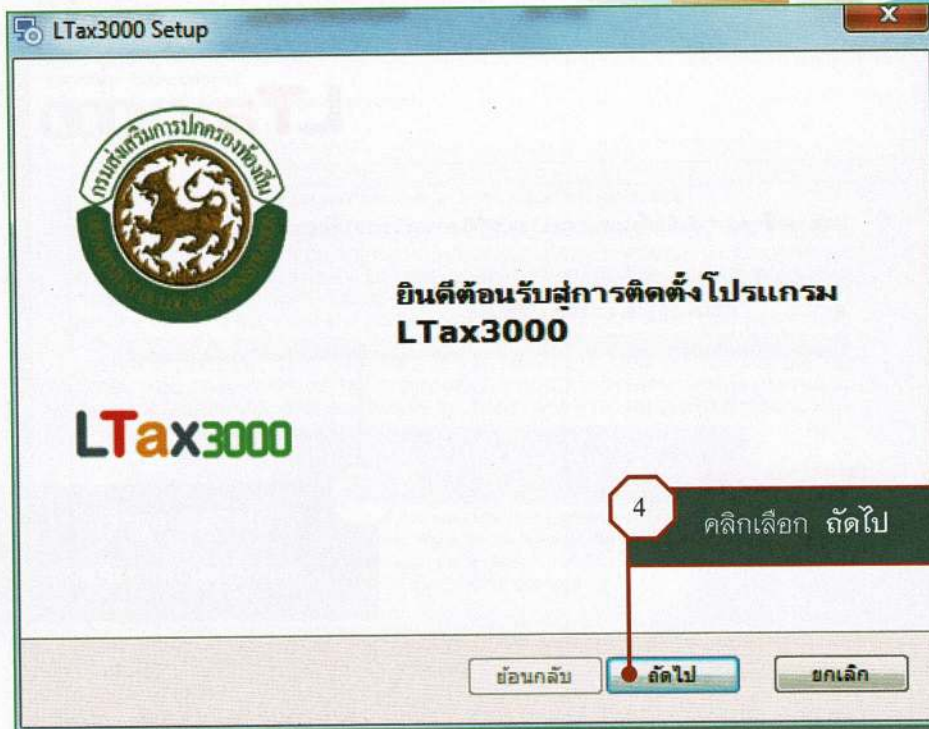 LTax3000 Setup
x
กรมส่งเสริมการปกครองท้องถิ่น
DEPARTMENT OF LOCAL ADMINISTRATION
ยินดีต้อนรับสู่การติดตั้งโปรแกรม
LTax3000
LTax3000
4
คลิกเลือก ถัดไป
ย้อนกลับ
ถัดไป
ยกเลิก